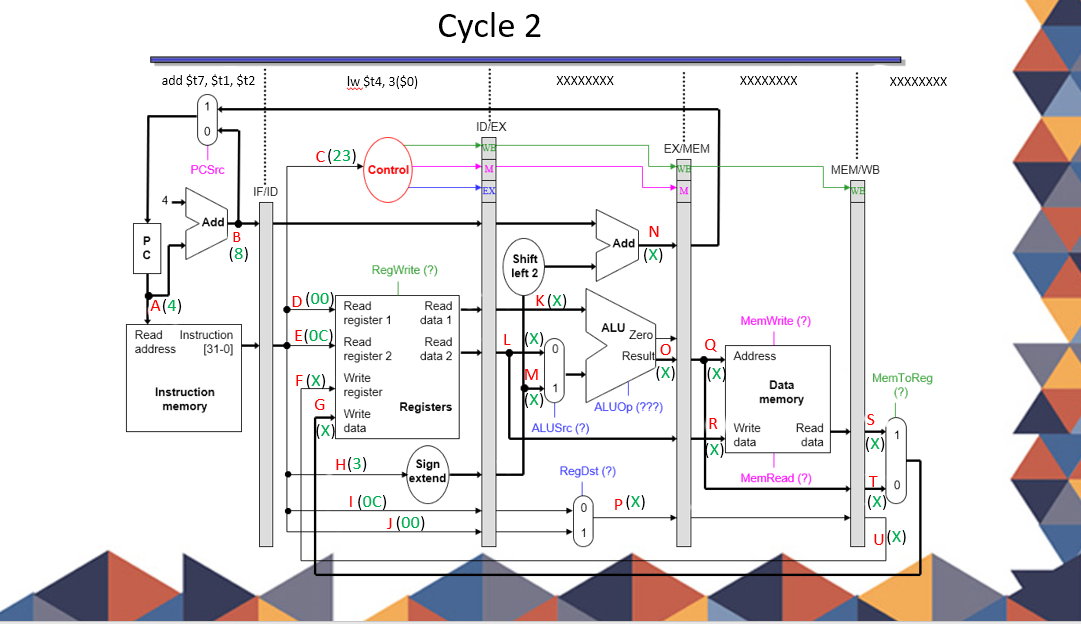 Cycle 2
add $t7, $t1, $t2
lw $t4, 3($0)
XXXXXXXX
XXXXXXXX
XXXXXXXX
1
0
PCSrc
C (23)
Control
ID/EX
WB
M
EX
EX/MEM
WB
M
MEM/WB
WB
IF/ID
4
Add
B
(8)
P
C
A(4)
Read
address
Instruction
[31-0]
Instruction
memory
RegWrite (?)
D (00)
E(0C)
F (X)
G
(X)
Read
register 1
Read
data 1
Read
register 2
Read
data 2
Write
register
Write
data
Registers
H(3)
Sign
extend
I (0C)
J (00)
Shift
left 2
Add
N
(X)
K (X)
L
(X)
M
(X)
0
1
ALUSrc (?)
ALU
Zero
Result
ALUOp (???)
O
(X)
RegDst (?)
0
1
P (X)
Q
(X)
R
(X)
MemWrite (?)
Address
Data
memory
Write
data
Read
data
MemRead (?)
MemToReg
(?)
S
(X)
T
(X)
1
0
U (X)